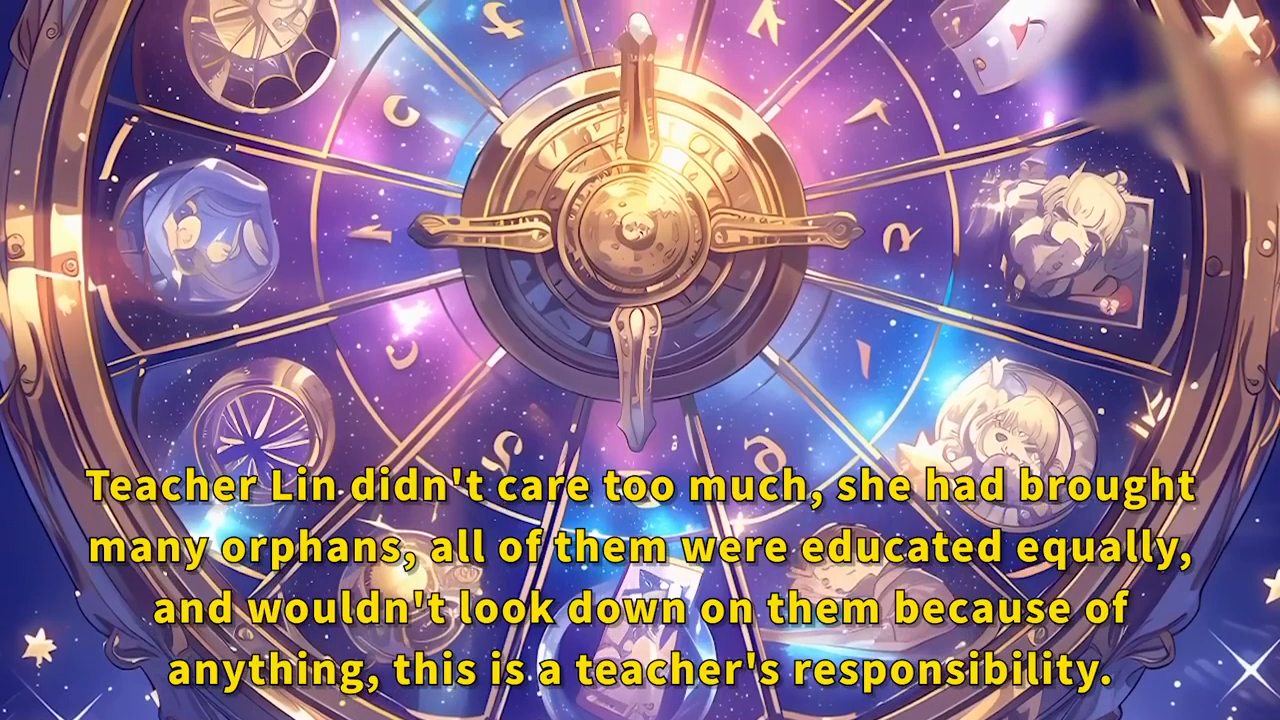 Teacher Lin didn't care too much, she had brought
many orphans, all of them were educated equally,
and wouldn't look down on them because of
anything, this is a teacher's responsibility.